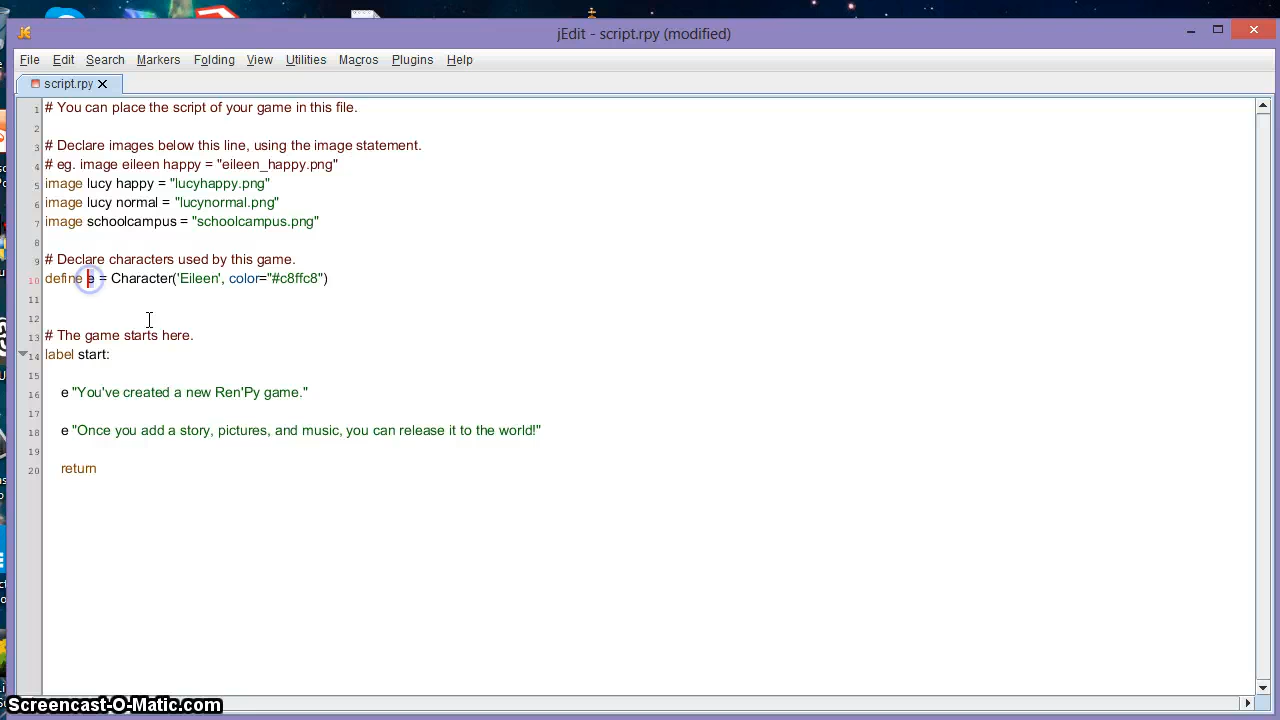 jEdit - script.rpy (modified)
File Edit Search Markers Folding View Utilities Macros Plugins Help
script.rpy
1 # You can place the script of your game in this file.
2
3 # Declare images below this line, using the image statement.
4 # eg. image eileen happy = "eileen_happy.png"
5 image lucy happy = "lucyhappy.png"
6 image lucy normal = "lucynormal.png"
7 image schoolcampus = "schoolcampus.png"
8
9 # Declare characters used by this game.
10 define e = Character('Eileen', color="#c8ffc8")
11
12
13 # The game starts here.
14 label start:
15
16 e "You've created a new Ren'Py game."
17
18 e "Once you add a story, pictures, and music, you can release it to the world!"
19
20 return
Screencast-O-Matic.com